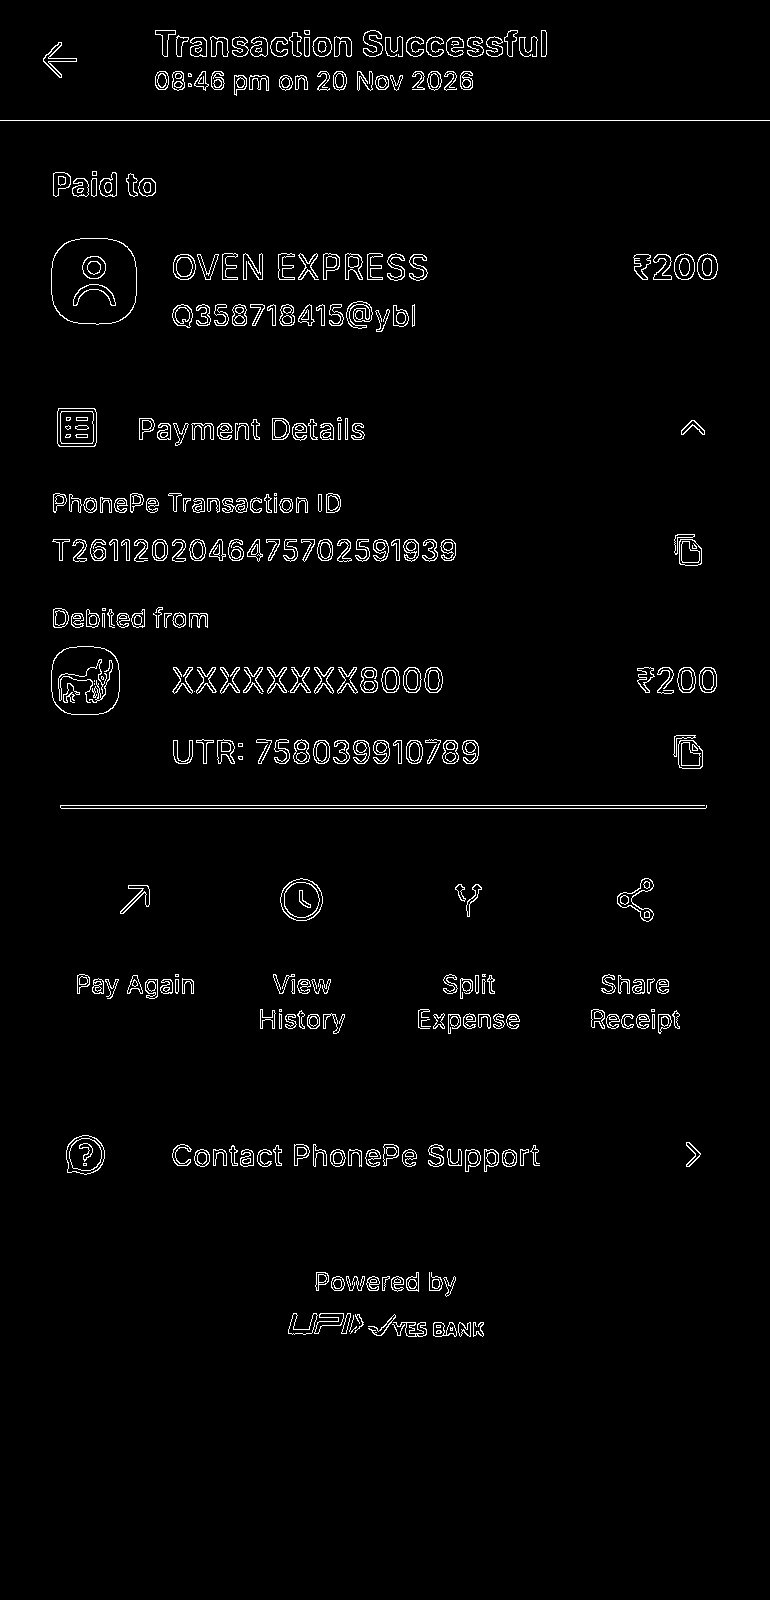 Transaction Successful
08:46 pm on 20 Nov 2026
Paid to
OVEN EXPRESS ₹200
Q358718415@ybl
Payment Details
PhonePe Transaction ID
T2611202046475702591939
Debited from
XXXXXXXX8000 ₹200
UTR: 758039910789
Pay Again
View History
Split Expense
Share Receipt
Contact PhonePe Support
Powered by
UPI YES BANK